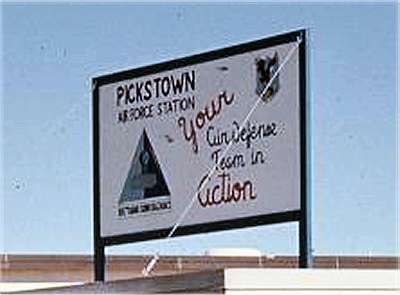 PICKSTOWN
AIR FORCE STATION
Your
Air Defense
Team in
Action